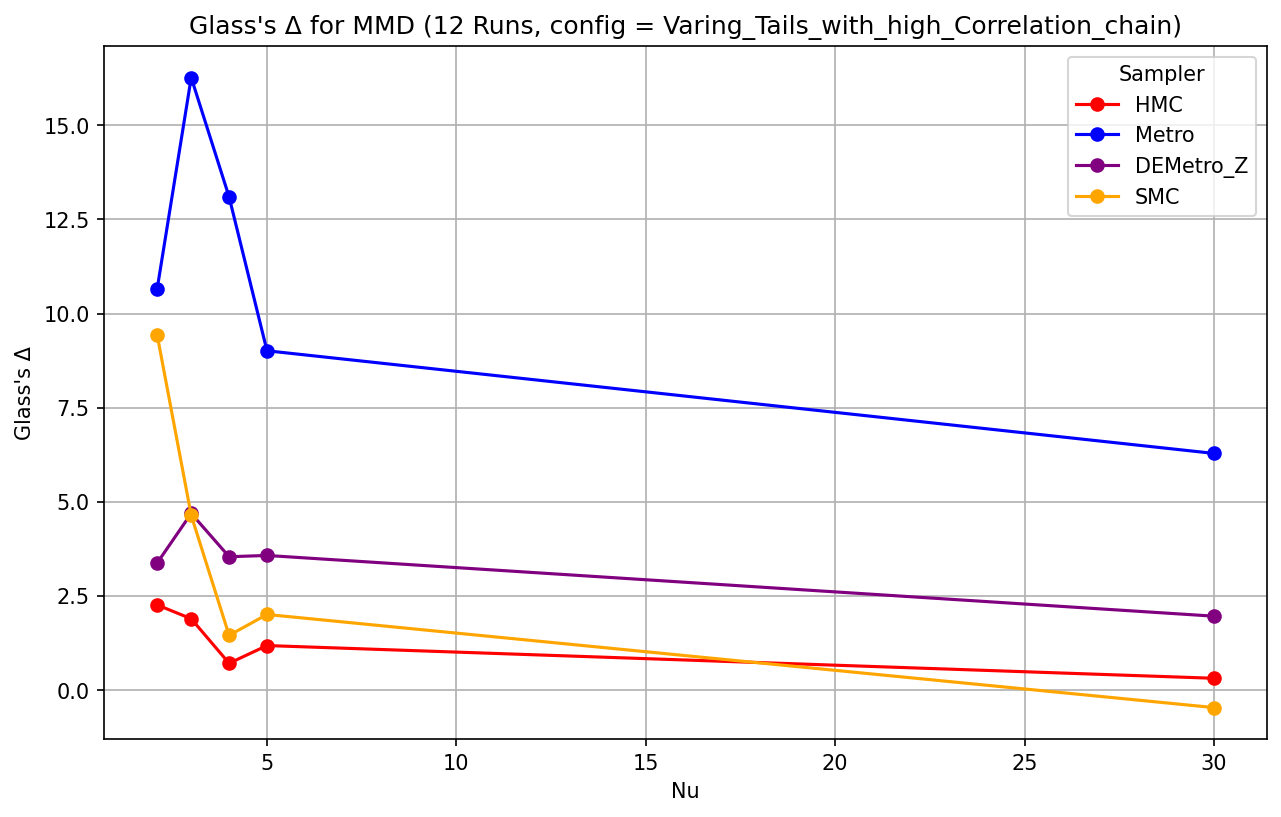 Glass's Δ for MMD (12 Runs, config = Varing_Tails_with_high_Correlation_chain)
Sampler
HMC
Metro
DEMetro_Z
SMC
15.0
12.5
10.0
7.5
5.0
2.5
0.0
Glass's Δ
5 10 15 20 25 30
Nu